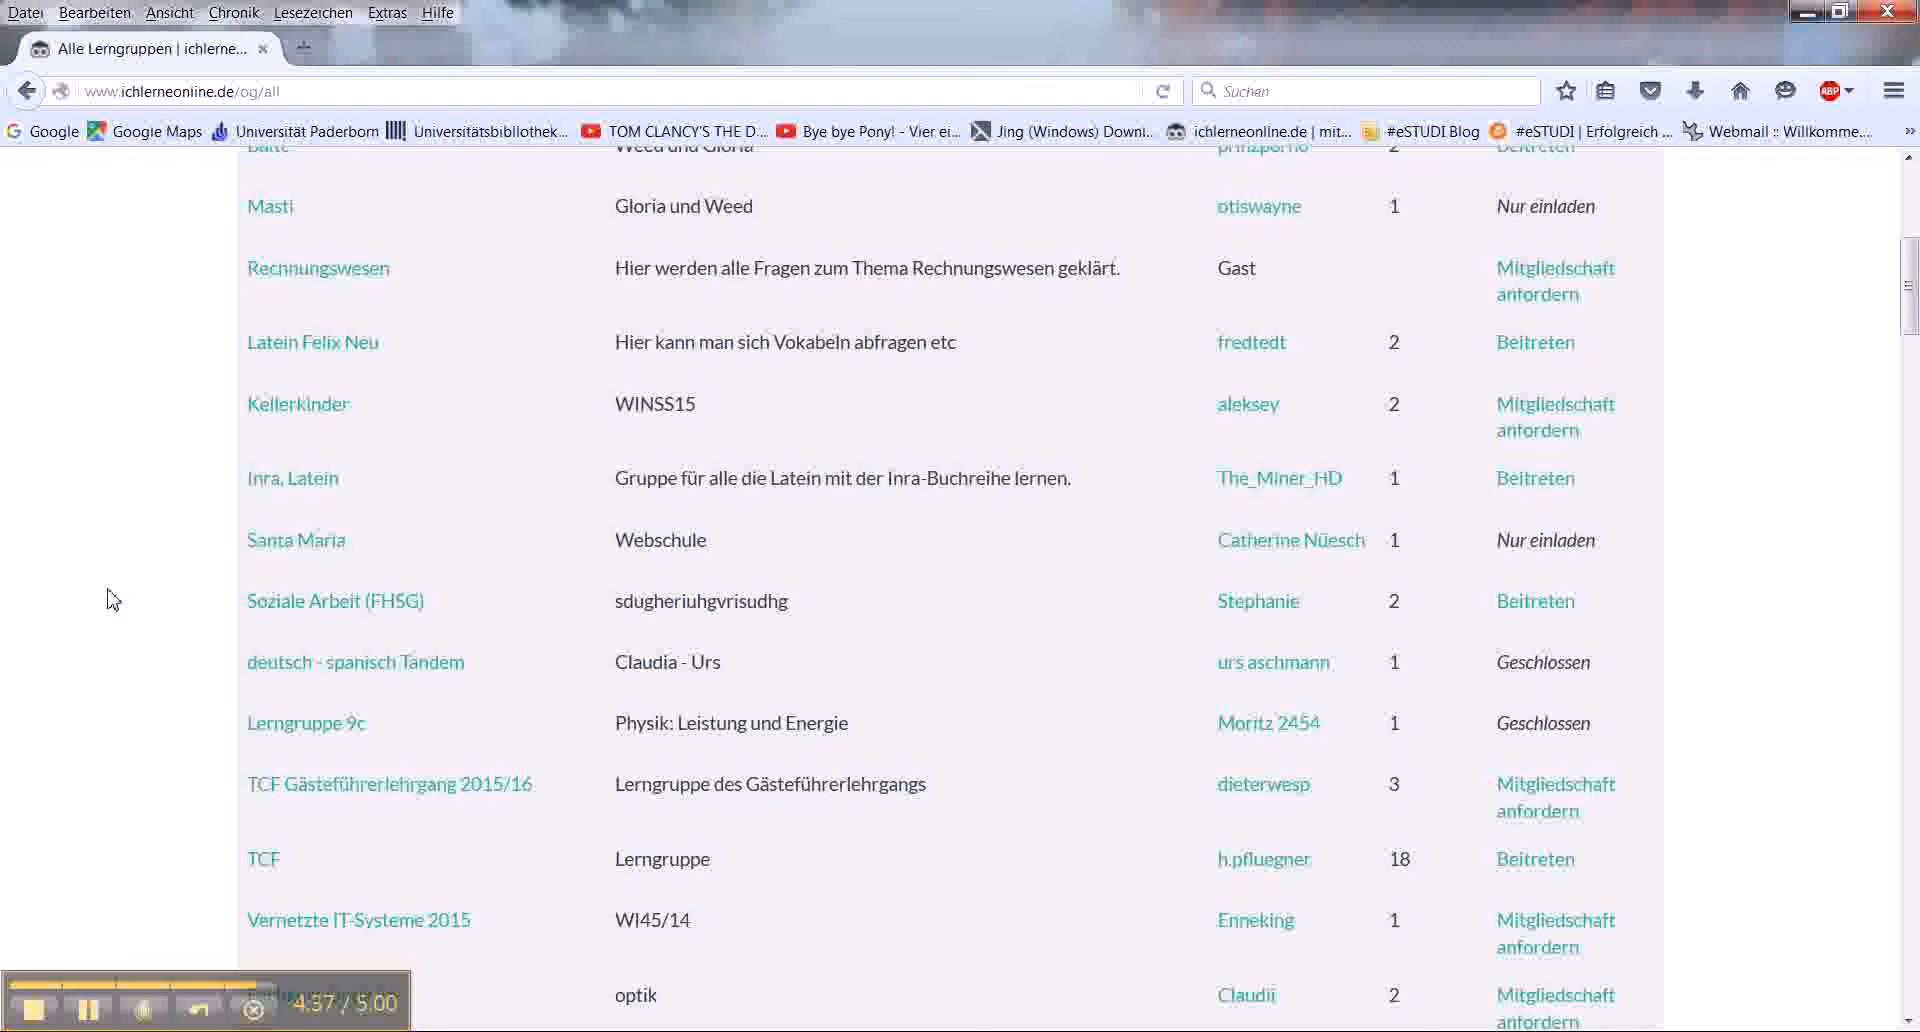 Datei Bearbeiten Ansicht Chronik Lesezeichen Extras Hilfe
Alle Lerngruppen | ichlerne...
www.ichlerneonline.de/og/all
Suchen
ABP
Google Google Maps Universität Paderborn Universitätsbibliothek... TOM CLANCY'S THE D... Bye bye Pony! - Vier ei... Jing (Windows) Downl... ichlerneonline.de | mit... #eSTUDI Blog #eSTUDI | Erfolgreich ... Webmail :: Willkomme...
Weed und Gloria prinzporno 2 Beitreten
Masti Gloria und Weed otiswayne 1 Nur einladen
Rechnungswesen Hier werden alle Fragen zum Thema Rechnungswesen geklärt. Gast Mitgliedschaft
anfordern
Latein Felix Neu Hier kann man sich Vokabeln abfragen etc fredtedt 2 Beitreten
Kellerkinder WINSS15 aleksey 2 Mitgliedschaft
anfordern
Inra, Latein Gruppe für alle die Latein mit der Inra-Buchreihe lernen. The_Miner_HD 1 Beitreten
Santa Maria Webschule Catherine Nüesch 1 Nur einladen
Soziale Arbeit (FHSG) sdugheriuhgvrisudhg Stephanie 2 Beitreten
deutsch - spanisch Tandem Claudia - Urs urs aschmann 1 Geschlossen
Lerngruppe 9c Physik: Leistung und Energie Moritz 2454 1 Geschlossen
TCF Gästeführerlehrgang 2015/16 Lerngruppe des Gästeführerlehrgangs dieterwesp 3 Mitgliedschaft
anfordern
TCF Lerngruppe h.pfluegner 18 Beitreten
Vernetzte IT-Systeme 2015 WI45/14 Enneking 1 Mitgliedschaft
anfordern
optik Claudii 2 Mitgliedschaft
anfordern
4.37 / 5.00